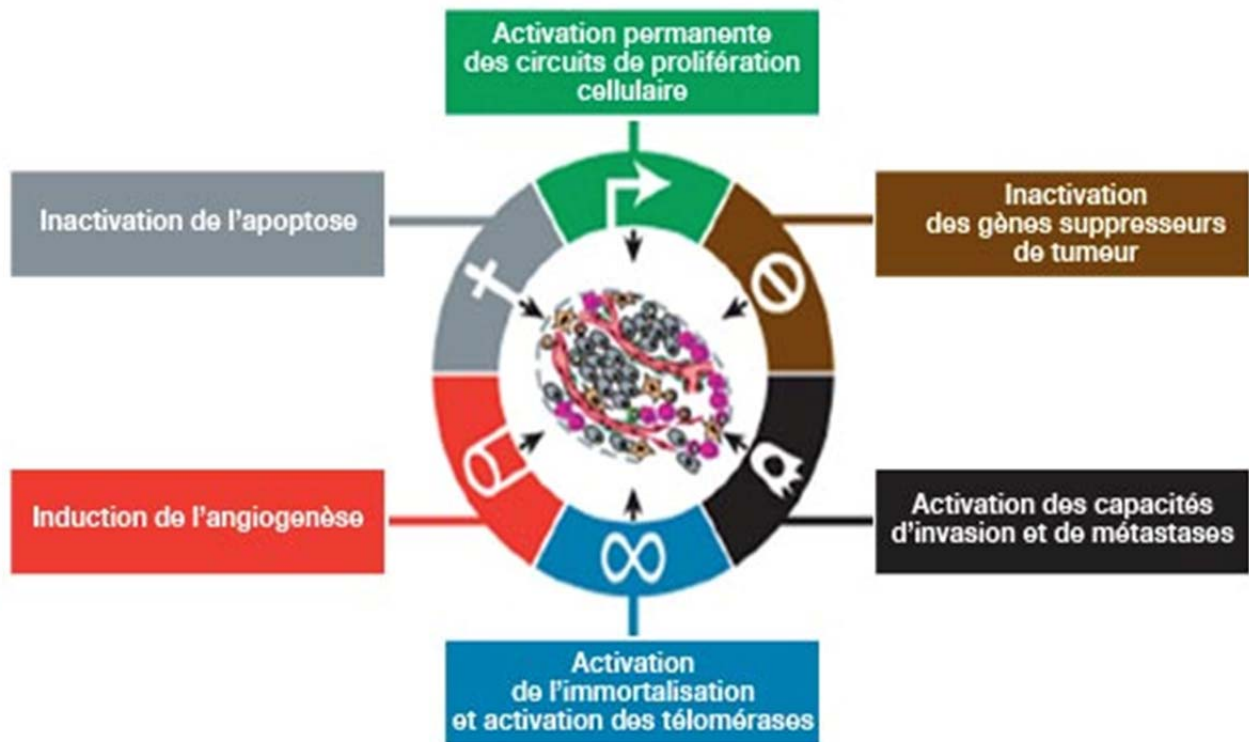 Activation permanente
des circuits de prolifération
cellulaire
Inactivation de l'apoptose
Inactivation
des gènes suppresseurs
de tumeur
Induction de l'angiogenèse
Activation des capacités
d'invasion et de métastases
Activation
de l'immortalisation
et activation des télomérases